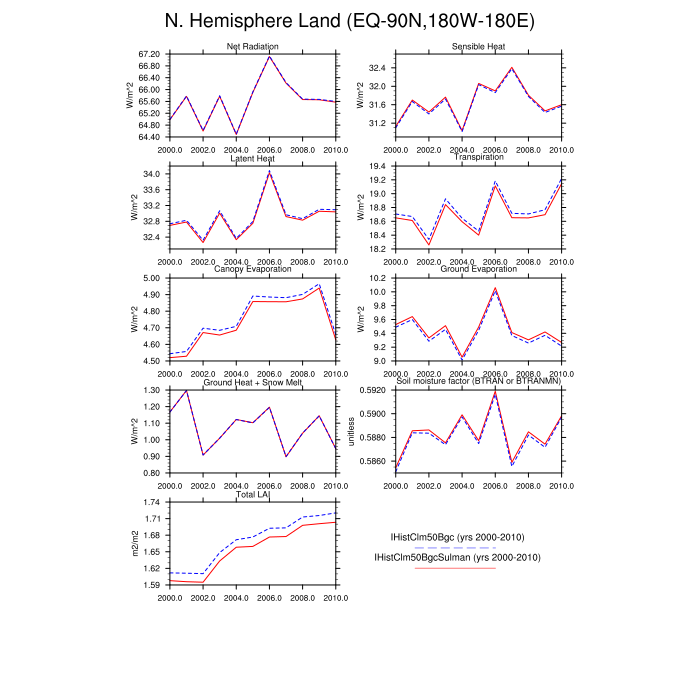 N. Hemisphere Land (EQ-90N,180W-180E)
Net Radiation
W/m^2
67.20
66.80
66.40
66.00
65.60
65.20
64.80
64.40
2000.0 2002.0 2004.0 2006.0 2008.0 2010.0
Sensible Heat
W/m^2
32.4
32.0
31.6
31.2
2000.0 2002.0 2004.0 2006.0 2008.0 2010.0
Latent Heat
W/m^2
34.0
33.6
33.2
32.8
32.4
2000.0 2002.0 2004.0 2006.0 2008.0 2010.0
Transpiration
W/m^2
19.4
19.2
19.0
18.8
18.6
18.4
18.2
2000.0 2002.0 2004.0 2006.0 2008.0 2010.0
Canopy Evaporation
W/m^2
5.00
4.90
4.80
4.70
4.60
4.50
2000.0 2002.0 2004.0 2006.0 2008.0 2010.0
Ground Evaporation
W/m^2
10.2
10.0
9.8
9.6
9.4
9.2
9.0
2000.0 2002.0 2004.0 2006.0 2008.0 2010.0
Ground Heat + Snow Melt
W/m^2
1.30
1.20
1.10
1.00
0.90
0.80
2000.0 2002.0 2004.0 2006.0 2008.0 2010.0
Soil moisture factor (BTRAN or BTRANMN)
unitless
0.5920
0.5900
0.5880
0.5860
2000.0 2002.0 2004.0 2006.0 2008.0 2010.0
Total LAI
m2/m2
1.74
1.71
1.68
1.65
1.62
1.59
2000.0 2002.0 2004.0 2006.0 2008.0 2010.0
IHistClm50Bgc (yrs 2000-2010)
IHistClm50BgcSulman (yrs 2000-2010)